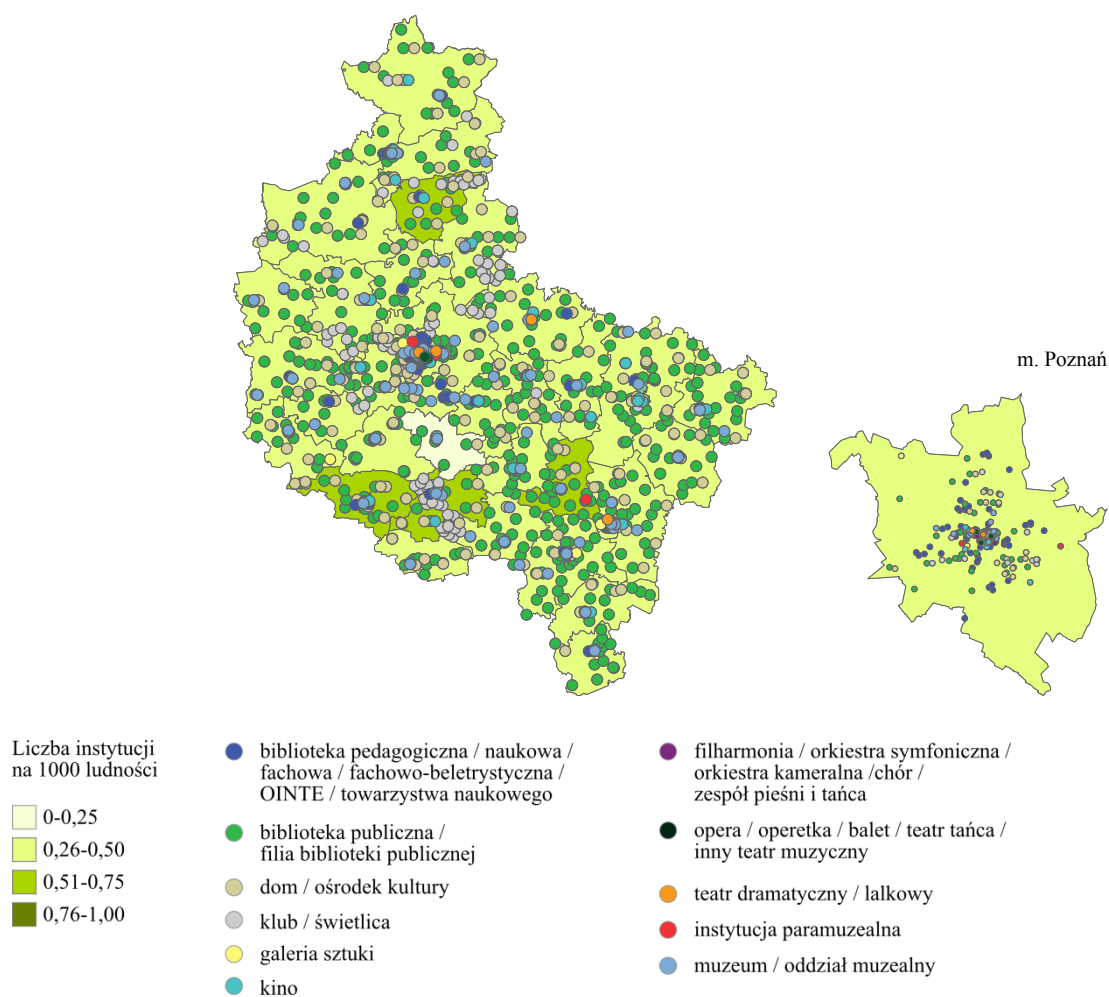 m. Poznań
Liczba instytucji
na 1000 ludności
0-0,25
0,26-0,50
0,51-0,75
0,76-1,00
biblioteka pedagogiczna / naukowa /
fachowa / fachowo-beletrystyczna /
OINTE / towarzystwa naukowego
biblioteka publiczna /
filia biblioteki publicznej
dom / ośrodek kultury
klub / świetlica
galeria sztuki
kino
filharmonia / orkiestra symfoniczna /
orkiestra kameralna /chór /
zespół pieśni i tańca
opera / operetka / balet / teatr tańca /
inny teatr muzyczny
teatr dramatyczny / lalkowy
instytucja paramuzealna
muzeum / oddział muzealny